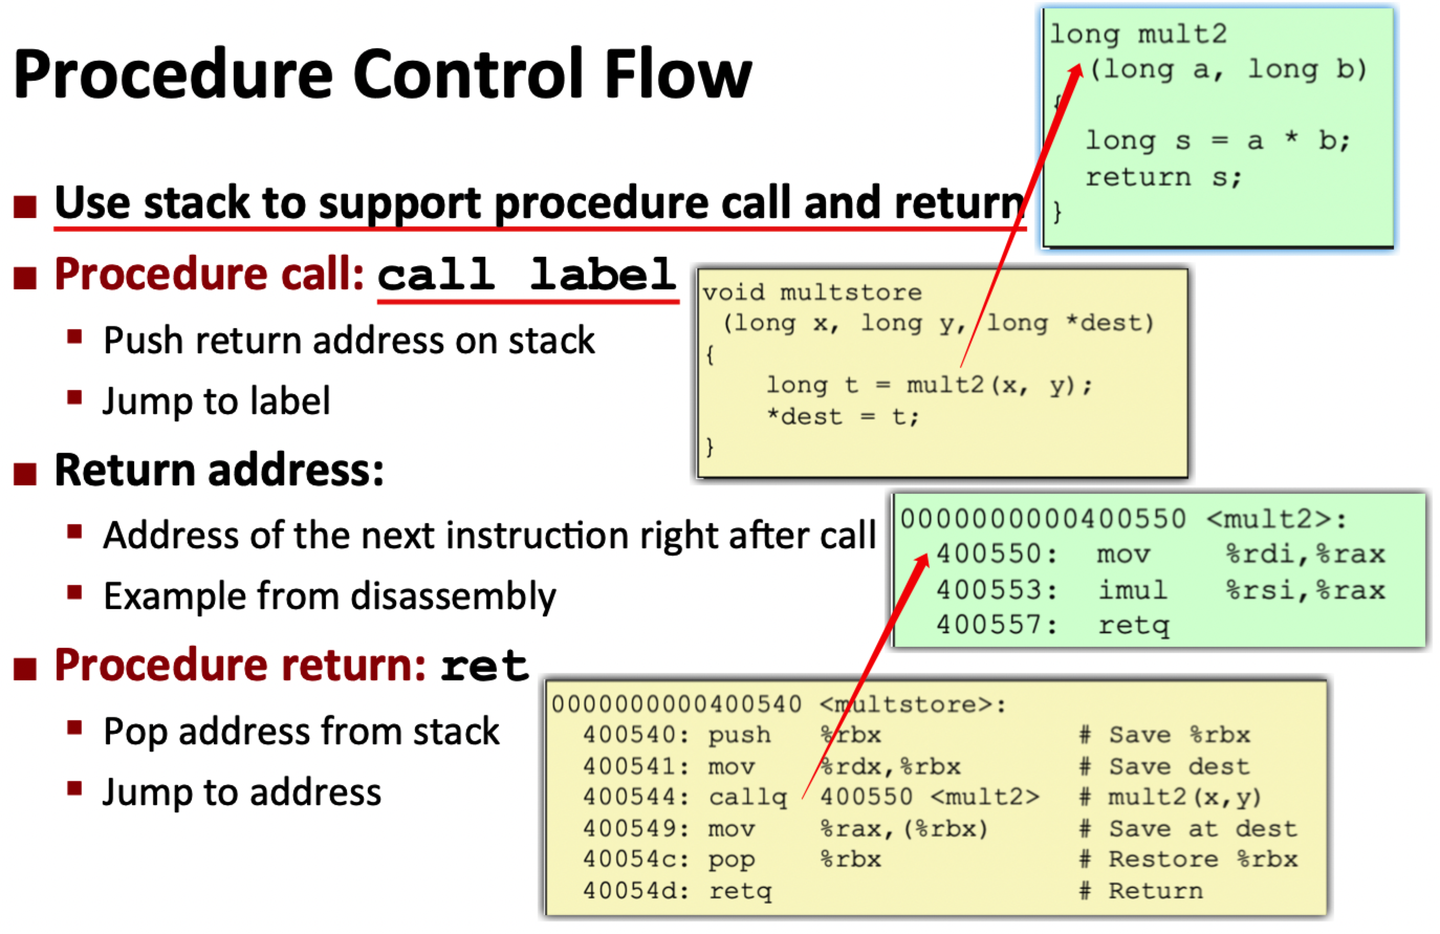 Procedure Control Flow
Use stack to support procedure call and return
Procedure call: call label
Push return address on stack
Jump to label
Return address:
Address of the next instruction right after call
Example from disassembly
Procedure return: ret
Pop address from stack
Jump to address
long mult2
(long a, long b)
{
long s = a * b;
return s;
}
void multstore
(long x, long y, long *dest)
{
long t = mult2(x, y);
*dest = t;
}
0000000000400550 <mult2>:
400550: mov %rdi,%rax
400553: imul %rsi,%rax
400557: retq
0000000000400540 <multstore>:
400540: push %rbx # Save %rbx
400541: mov %rdx,%rbx # Save dest
400544: callq 400550 <mult2> # mult2(x,y)
400549: mov %rax,(%rbx) # Save at dest
40054c: pop %rbx # Restore %rbx
40054d: retq # Return